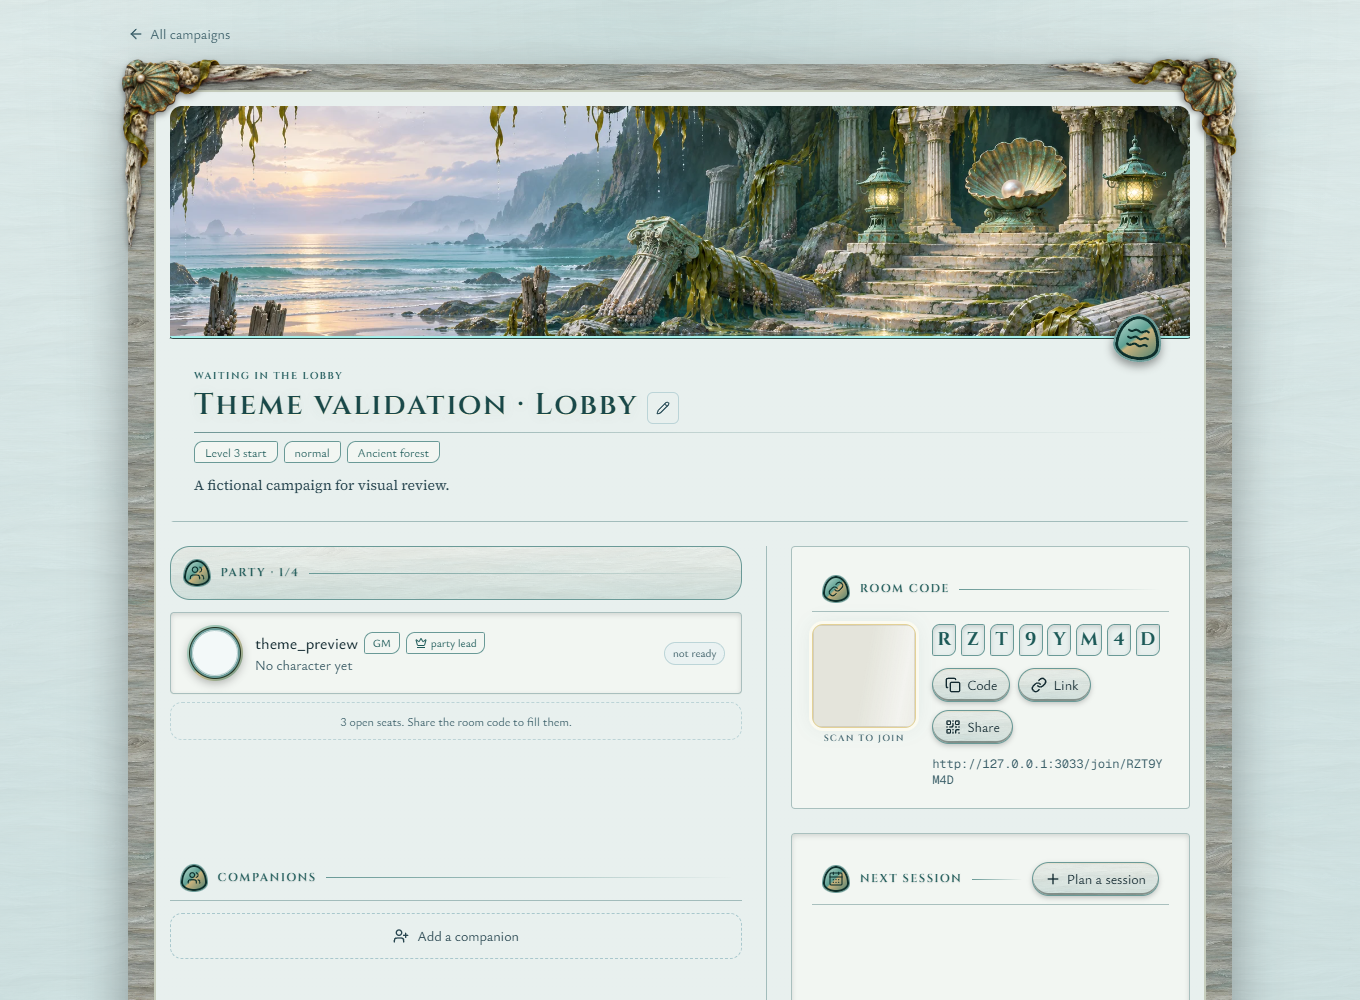 All campaigns
WAITING IN THE LOBBY
THEME VALIDATION · LOBBY
Level 3 start
normal
Ancient forest
A fictional campaign for visual review.
PARTY · 1/4
theme_preview
GM
party lead
No character yet
not ready
3 open seats. Share the room code to fill them.
COMPANIONS
Add a companion
ROOM CODE
RZT9YM4D
Code
Link
Share
SCAN TO JOIN
http://127.0.0.1:3033/join/RZT9Y
M4D
NEXT SESSION
Plan a session